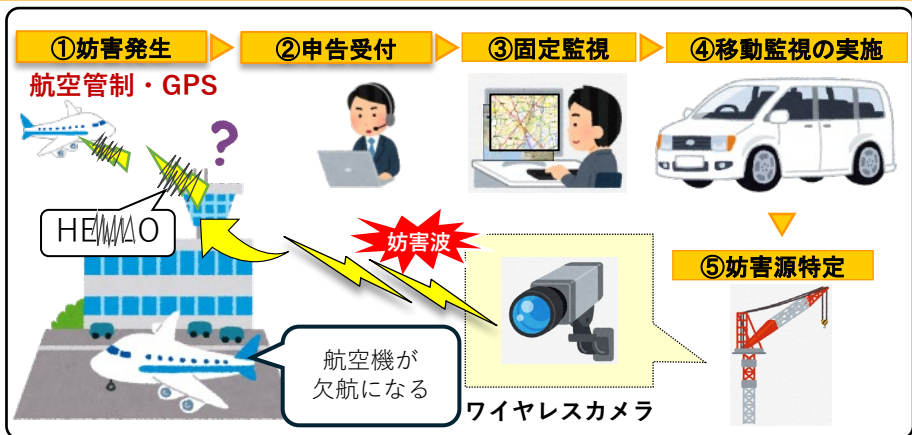 ①妨害発生
②申告受付
③固定監視
④移動監視の実施
航空管制・GPS
?
HE O
妨害波
⑤妨害源特定
航空機が
欠航になる
ワイヤレスカメラ